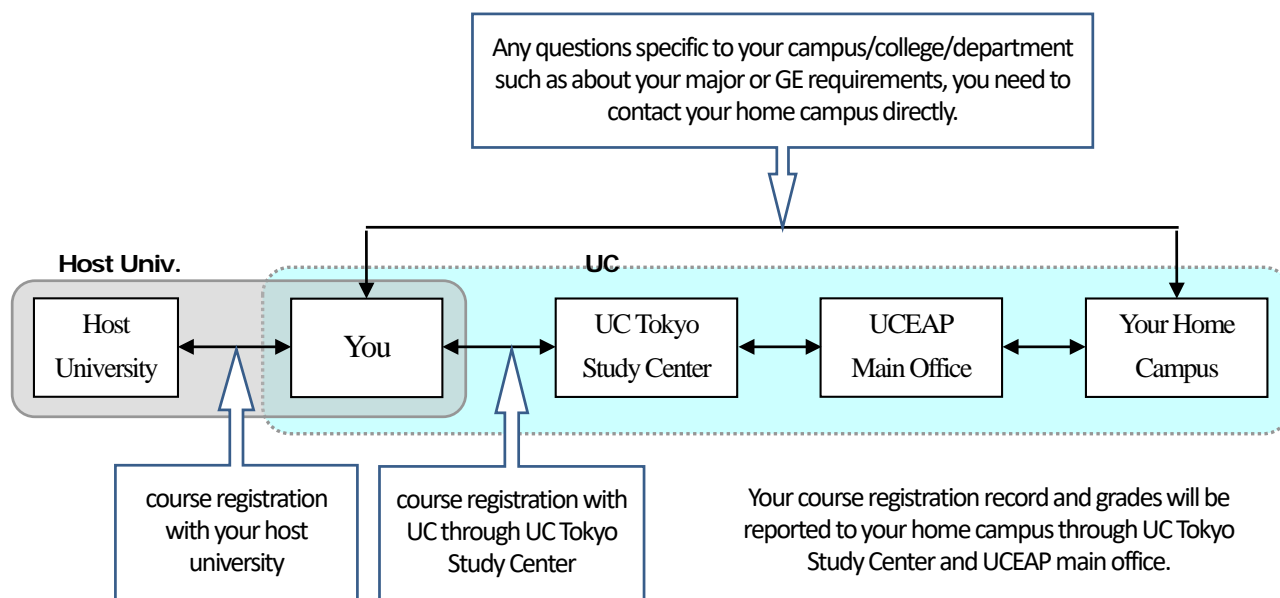 Any questions specific to your campus/college/department
such as about your major or GE requirements, you need to
contact your home campus directly.
Host Univ.
UC
Host
University
You
UC Tokyo
Study Center
UCEAP
Main Office
Your Home
Campus
course registration
with your host
university
course registration with
UC through UC Tokyo
Study Center
Your course registration record and grades will be
reported to your home campus through UC Tokyo
Study Center and UCEAP main office.